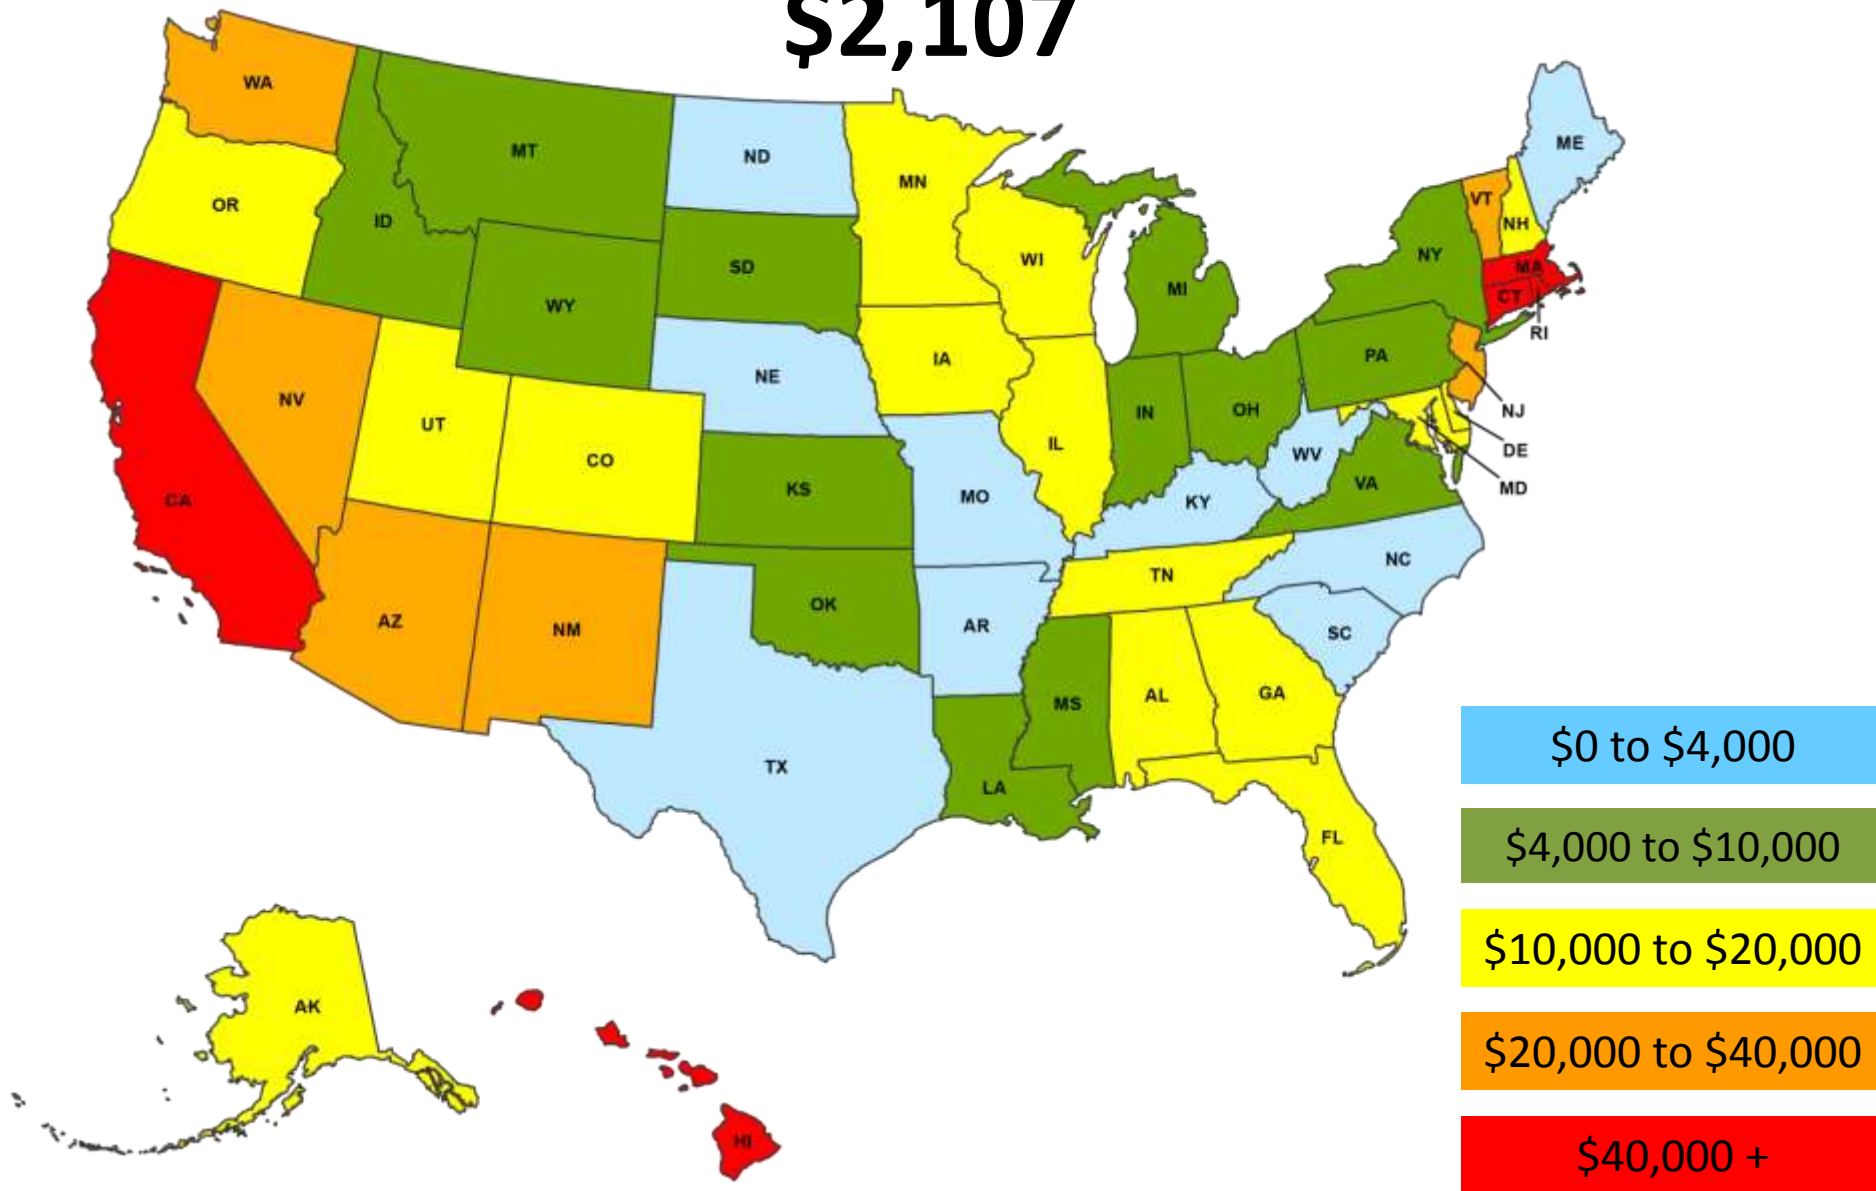 $2,107
WA
MT
ND
MN
ME
OR
ID
VT
NH
SD
WI
NY
MA
WY
MI
CT
RI
IA
PA
NE
NV
IN
OH
NJ
UT
IL
DE
CO
WV
KS
MO
VA
MD
CA
KY
NC
TN
OK
AZ
NM
AR
SC
MS
AL
GA
TX
LA
FL
AK
HI
$0 to $4,000
$4,000 to $10,000
$10,000 to $20,000
$20,000 to $40,000
$40,000 +